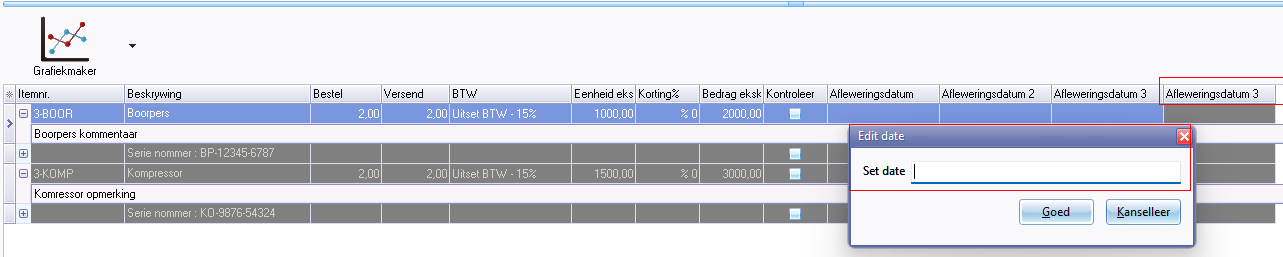 Grafiekmaker
Itemnr. Beskrywing Bestel Versend BTW Eenheid eks Korting% Bedrag eksk Kontroleer Afleweringsdatum Afleweringsdatum 2 Afleweringsdatum 3 Afleweringsdatum 3
3-BOOR Boorpers 2,00 2,00 Uitset BTW - 15% 1000,00 % 0 2000,00
Boorpers kommentaar
Serie nommer : BP-12345-6787
3-KOMP Kompressor 2,00 2,00 Uitset BTW - 15% 1500,00 % 0 3000,00
Komressor opmerking
Serie nommer : KO-9876-54324
Edit date
Set date
Goed Kanselleer